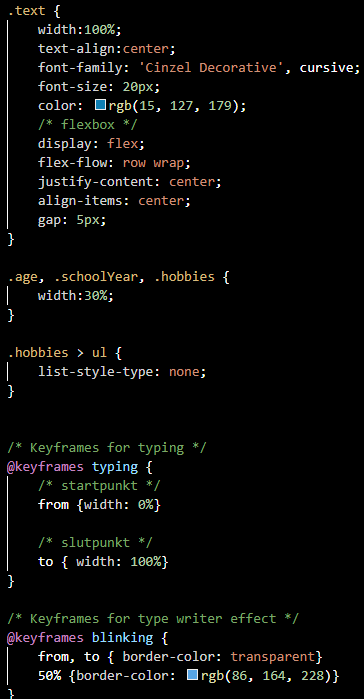 .text {
width:100%;
text-align:center;
font-family: 'Cinzel Decorative', cursive;
font-size: 20px;
color: rgb(15, 127, 179);
/* flexbox */
display: flex;
flex-flow: row wrap;
justify-content: center;
align-items: center;
gap: 5px;
}
.age, .schoolYear, .hobbies {
width:30%;
}
.hobbies > ul {
list-style-type: none;
}
/* Keyframes for typing */
@keyframes typing {
/* startpunkt */
from {width: 0%}
/* slutpunkt */
to { width: 100%}
}
/* Keyframes for type writer effect */
@keyframes blinking {
from, to { border-color: transparent}
50% {border-color: rgb(86, 164, 228)}